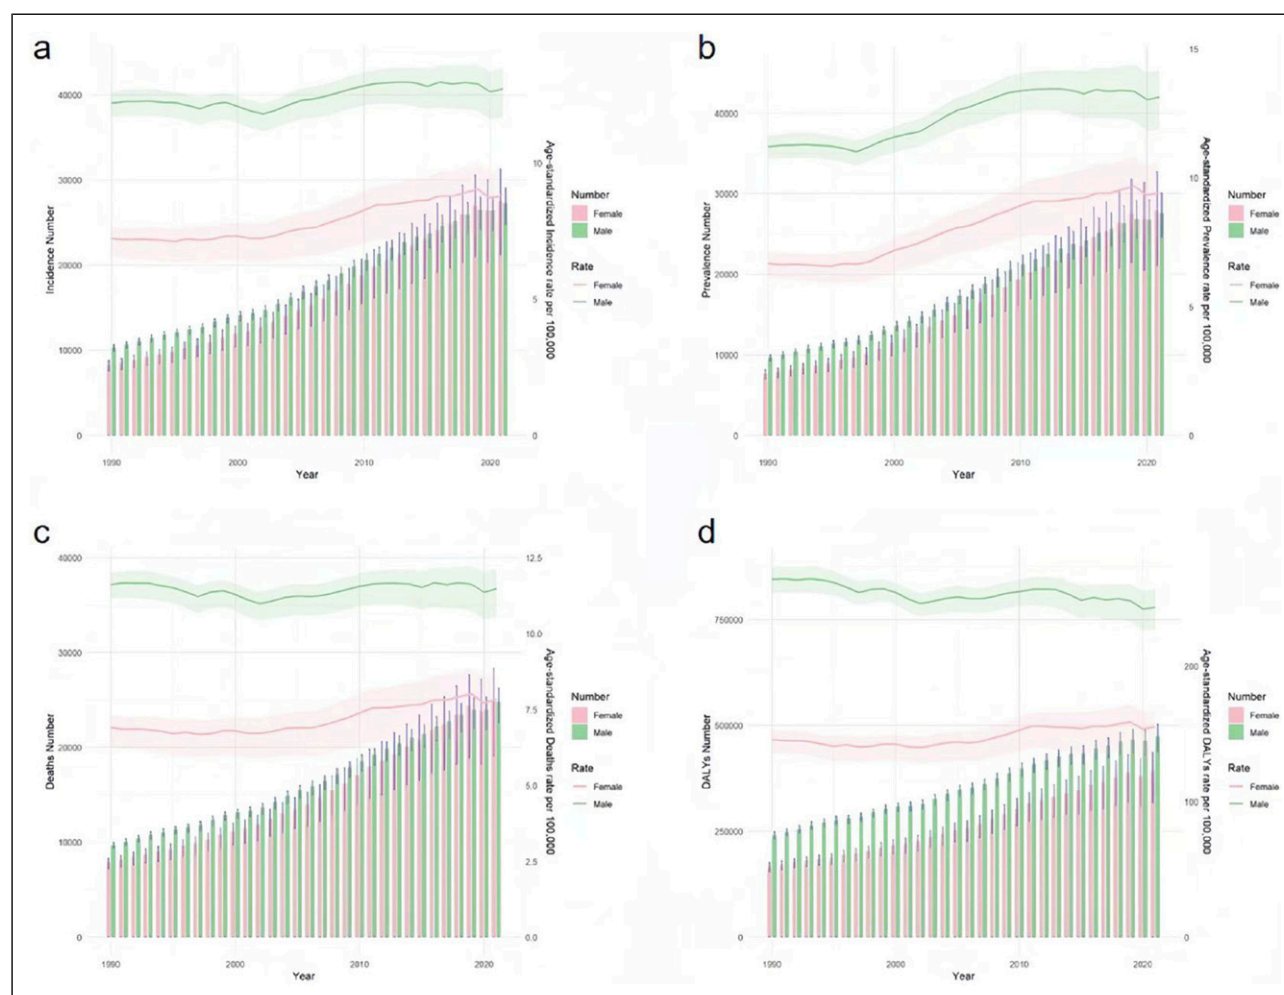 a
40000
30000
20000
10000
0
Incidence Number
1990
2000
2010
2020
Year
10
5
0
Age-standardized Incidence rate per 100,000
Number
Female
Male
Rate
Female
Male
b
40000
30000
20000
10000
0
Prevalence Number
1990
2000
2010
2020
Year
15
10
5
0
Age-standardized Prevalence rate per 100,000
Number
Female
Male
Rate
Female
Male
c
40000
30000
20000
10000
0
Deaths Number
1990
2000
2010
2020
Year
12.5
10.0
7.5
5.0
2.5
0.0
Age-standardized Deaths rate per 100,000
Number
Female
Male
Rate
Female
Male
d
750000
500000
250000
0
DALYs Number
1990
2000
2010
2020
Year
200
100
0
Age-standardized DALYs rate per 100,000
Number
Female
Male
Rate
Female
Male